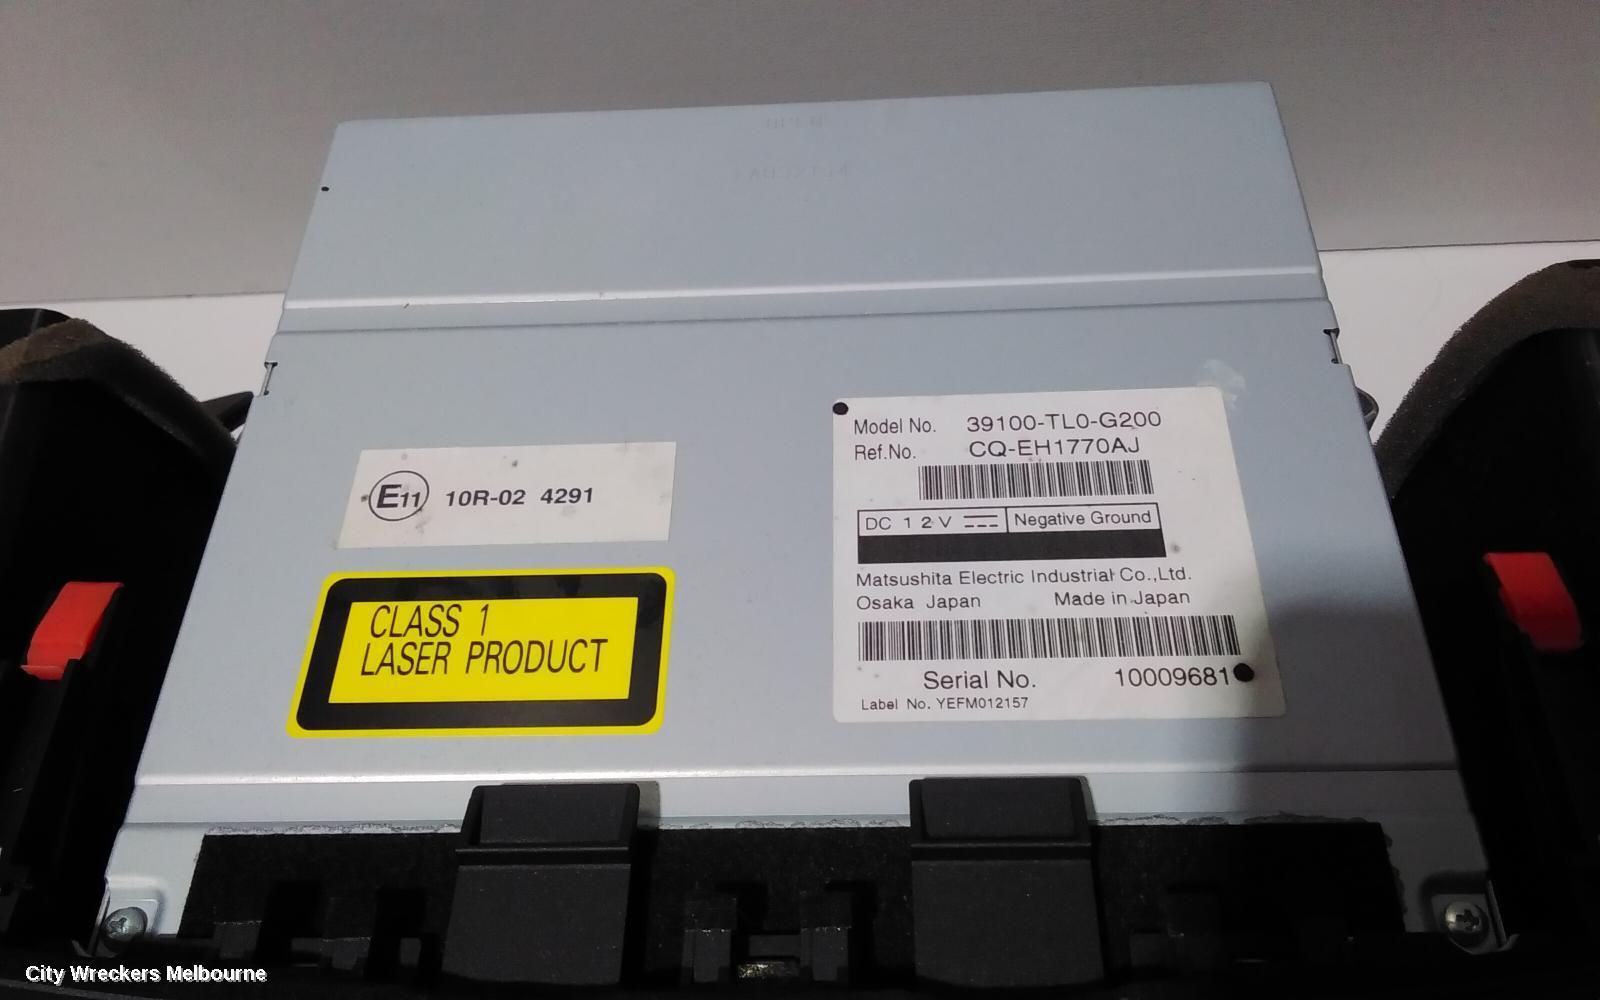 Model No. 39100-TL0-G200
Ref.No. CQ-EH1770AJ
E11 10R-02 4291
DC 12V Negative Ground
Matsushita Electric Industrial Co.,Ltd.
Osaka Japan Made in Japan
CLASS 1
LASER PRODUCT
Serial No. 10009681
Label No. YEFM012157
City Wreckers Melbourne